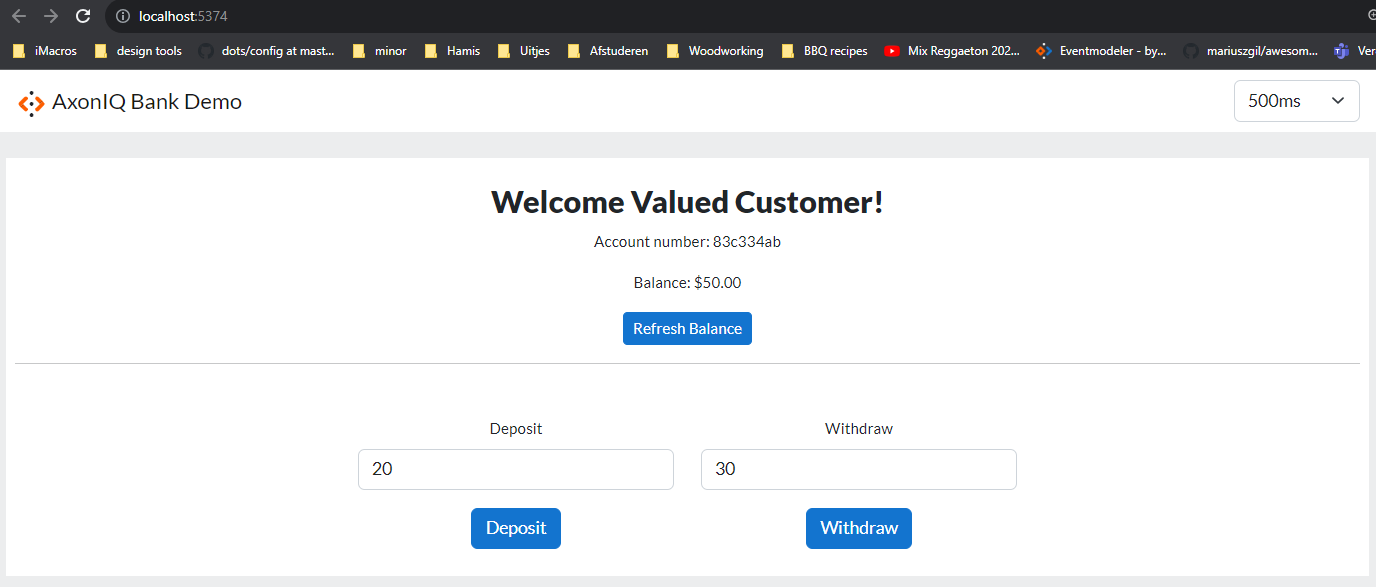 localhost:5374
iMacros design tools dots/config at mast... minor Hamis Uitjes Afstuderen Woodworking BBQ recipes Mix Reggaeton 202... Eventmodeler - by... mariuszgil/awesom... Ver
AxonIQ Bank Demo 500ms
Welcome Valued Customer!
Account number: 83c334ab
Balance: $50.00
Refresh Balance
Deposit Withdraw
20 30
Deposit Withdraw